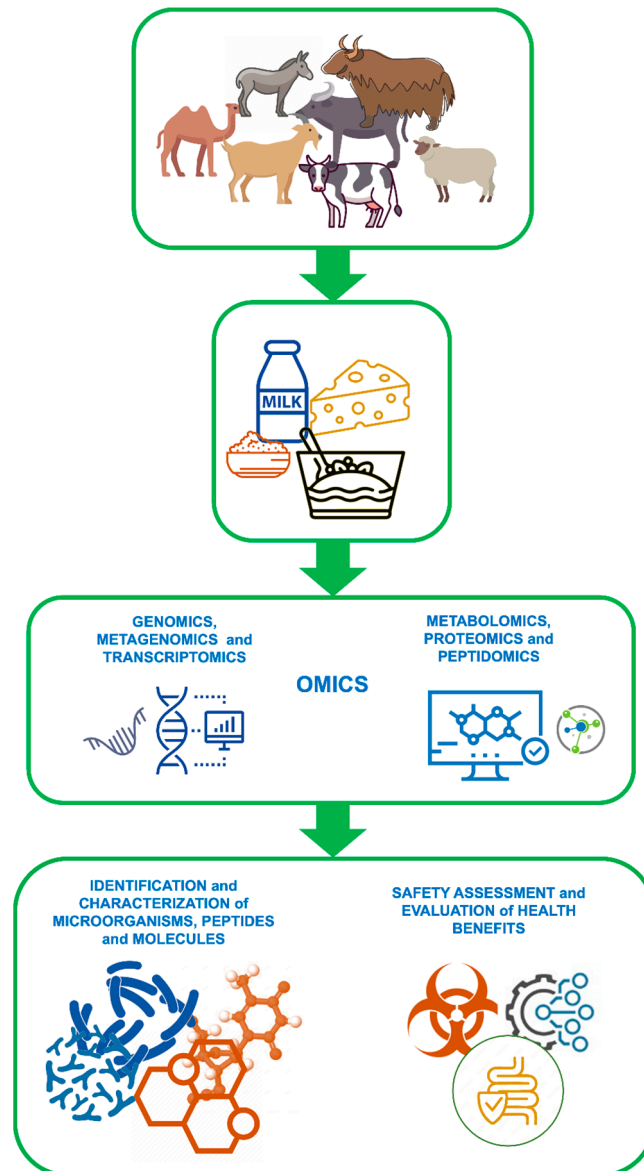 MILK
GENOMICS,
METAGENOMICS and
TRANSCRIPTOMICS
OMICS
METABOLOMICS,
PROTEOMICS and
PEPTIDOMICS
IDENTIFICATION and
CHARACTERIZATION of
MICROORGANISMS, PEPTIDES
and MOLECULES
SAFETY ASSESSMENT and
EVALUATION of HEALTH
BENEFITS